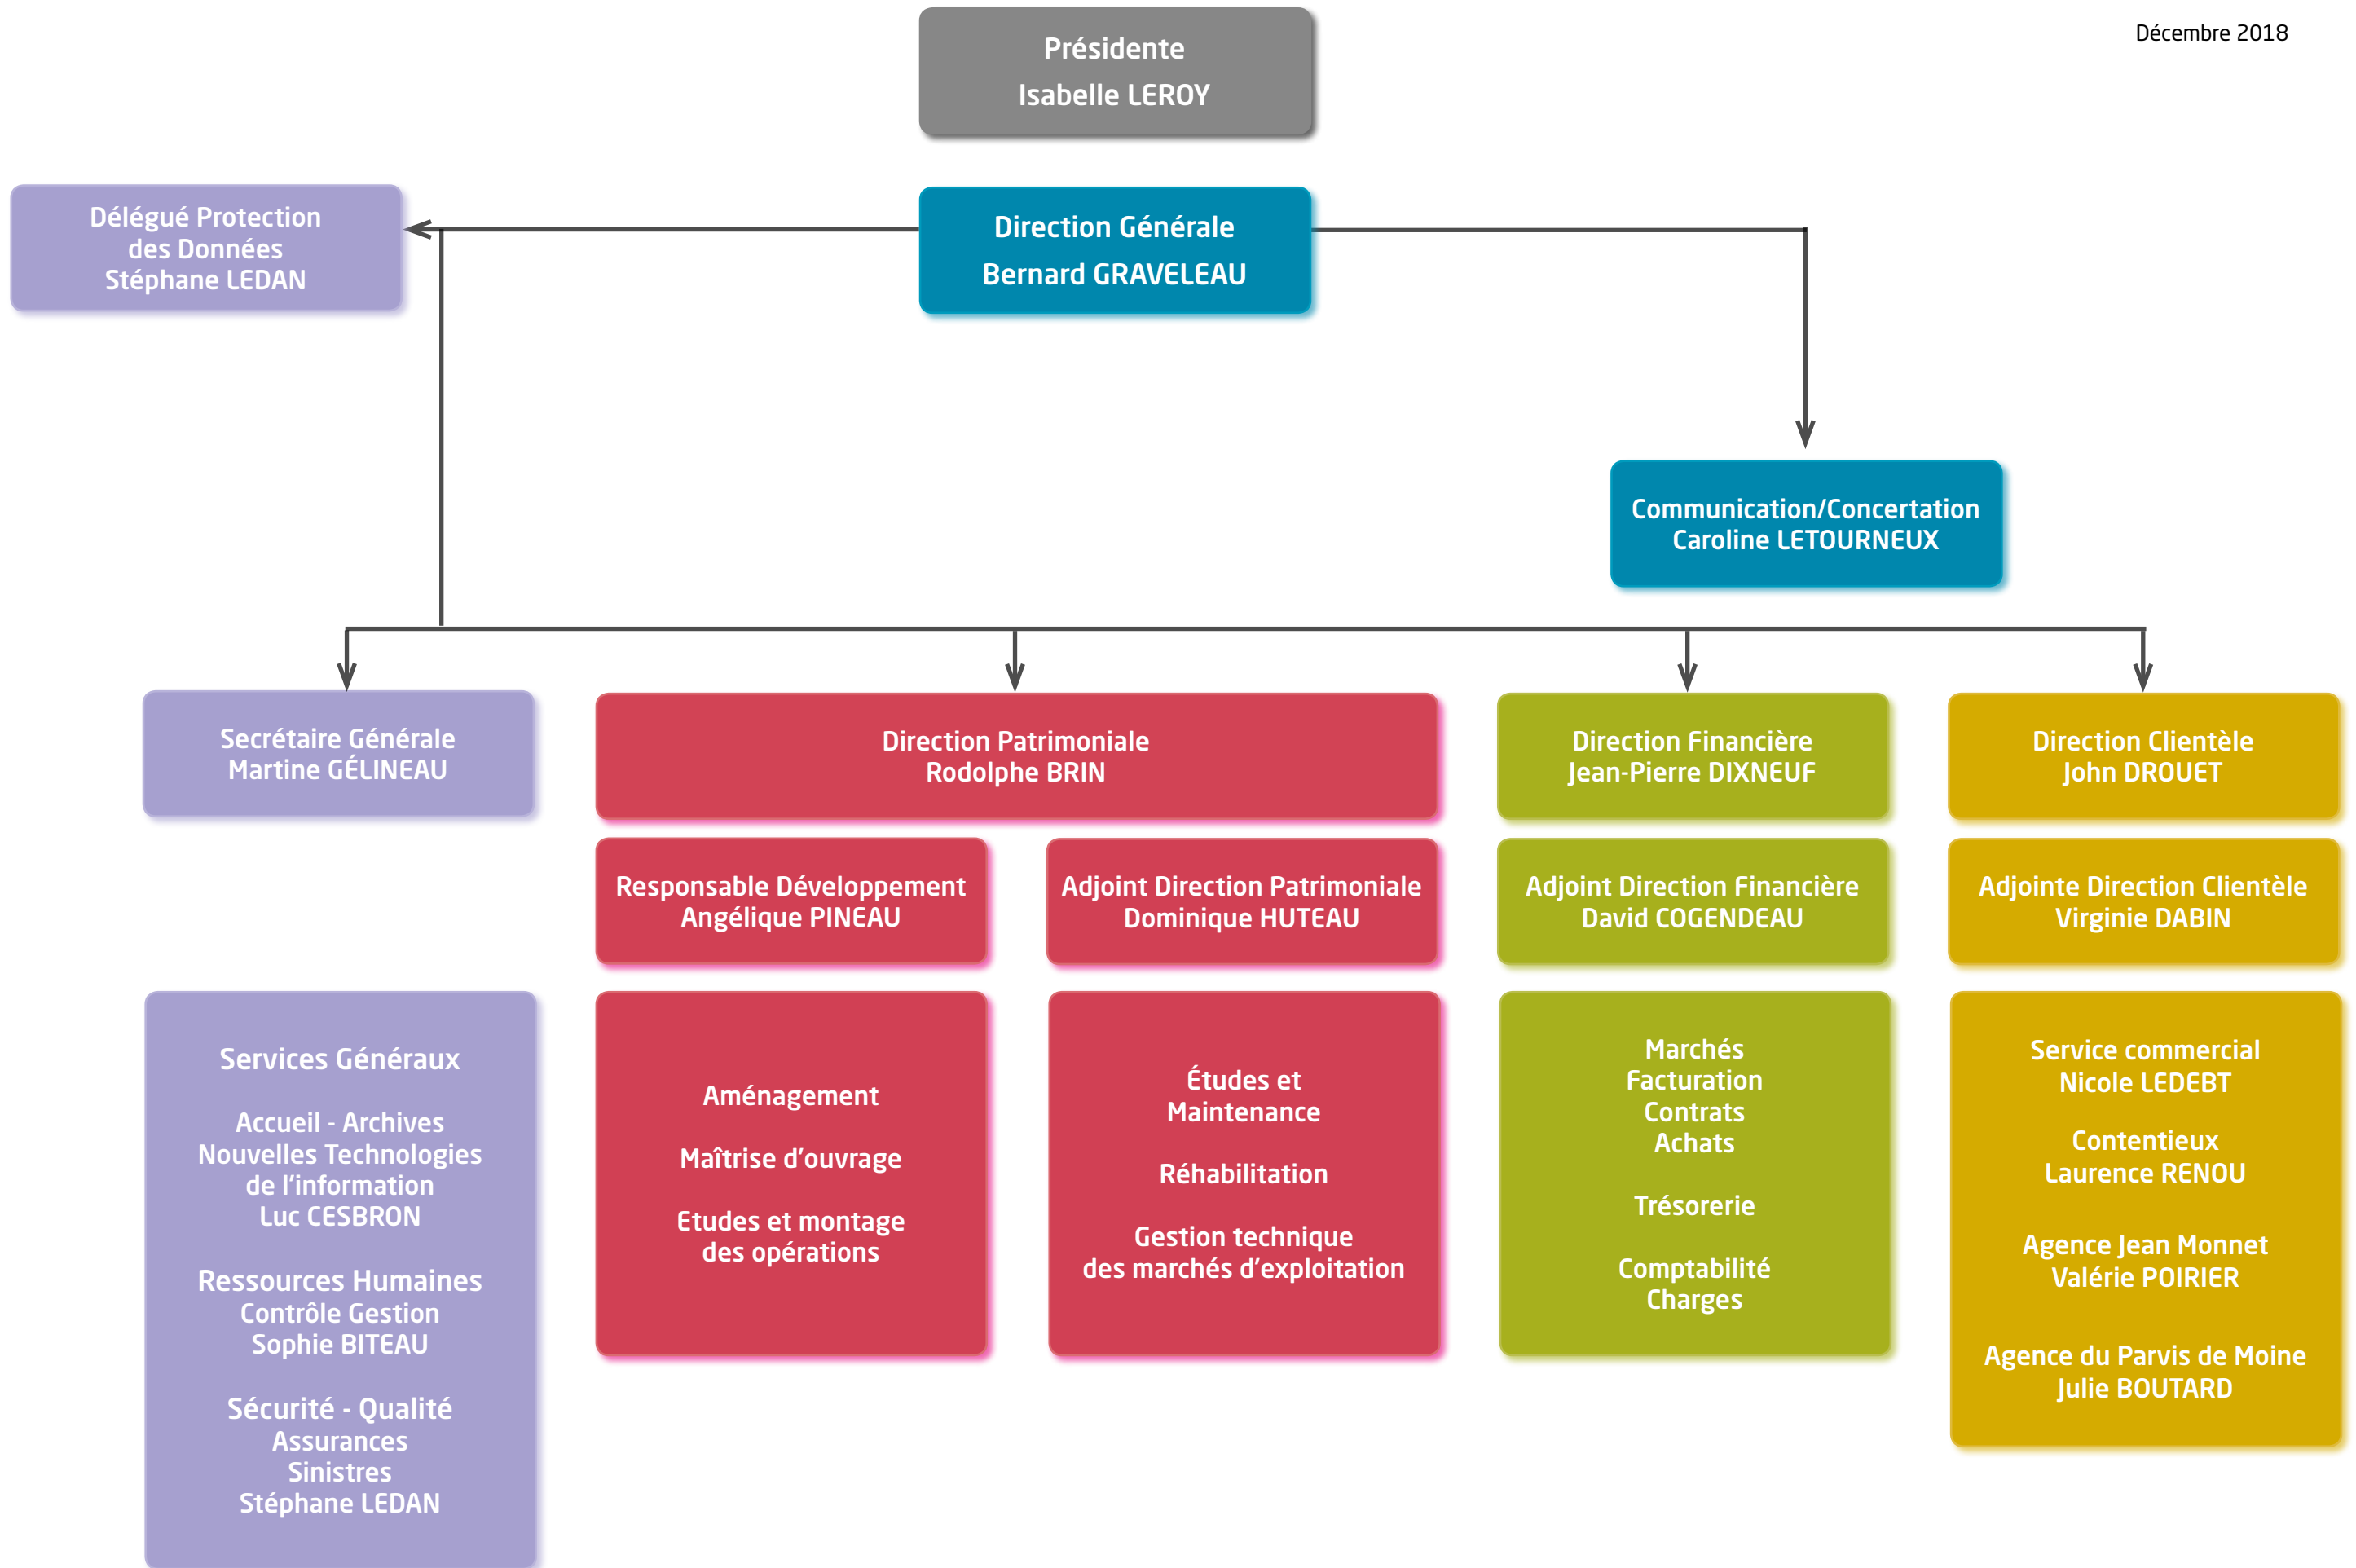 Décembre 2018
Présidente
Isabelle LEROY
Délégué Protection
des Données
Stéphane LEDAN
Direction Générale
Bernard GRAVELEAU
Communication/Concertation
Caroline LETOURNEUX
Secrétaire Générale
Martine GÉLINEAU
Direction Patrimoniale
Rodolphe BRIN
Direction Financière
Jean-Pierre DIXNEUF
Direction Clientèle
John DROUET
Responsable Développement
Angélique PINEAU
Adjoint Direction Patrimoniale
Dominique HUTEAU
Adjoint Direction Financière
David COGENDEAU
Adjointe Direction Clientèle
Virginie DABIN
Services Généraux
Accueil - Archives
Nouvelles Technologies
de l'information
Luc CESBRON
Ressources Humaines
Contrôle Gestion
Sophie BITEAU
Sécurité - Qualité
Assurances
Sinistres
Stéphane LEDAN
Aménagement
Maîtrise d'ouvrage
Etudes et montage
des opérations
Études et
Maintenance
Réhabilitation
Gestion technique
des marchés d'exploitation
Marchés
Facturation
Contrats
Achats
Trésorerie
Comptabilité
Charges
Service commercial
Nicole LEDEBT
Contentieux
Laurence RENOU
Agence Jean Monnet
Valérie POIRIER
Agence du Parvis de Moine
Julie BOUTARD